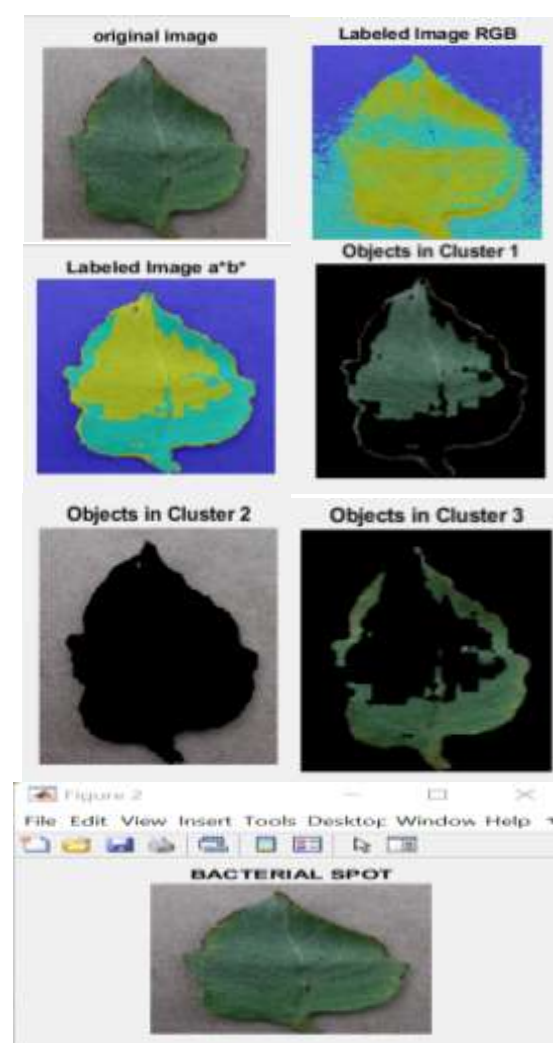 original image
Labeled Image RGB
Labeled Image a*b*
Objects in Cluster 1
Objects in Cluster 2
Objects in Cluster 3
Figure 2
File Edit View Insert Tools Desktop Window Help
BACTERIAL SPOT